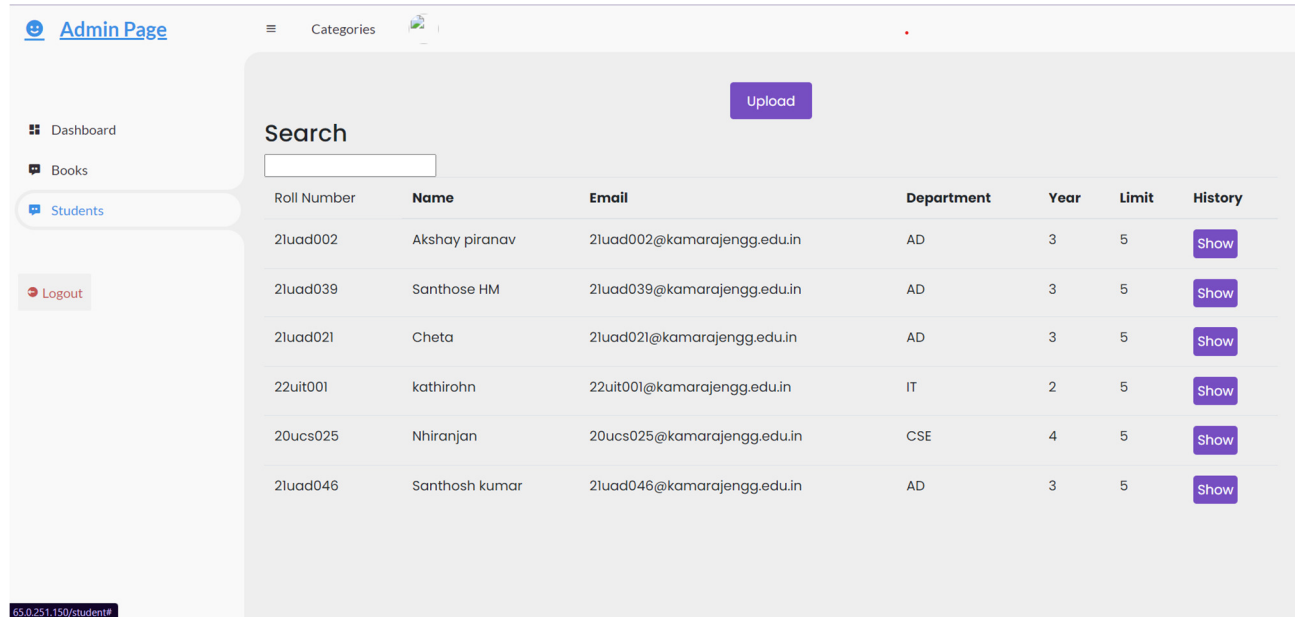 Admin Page
Categories
Upload
Dashboard
Search
Books
Students
Roll Number Name Email Department Year Limit History
21uad002 Akshay piranav 21uad002@kamarajengg.edu.in AD 3 5 Show
21uad039 Santhose HM 21uad039@kamarajengg.edu.in AD 3 5 Show
Logout
21uad021 Cheta 21uad021@kamarajengg.edu.in AD 3 5 Show
22uit001 kathirohn 22uit001@kamarajengg.edu.in IT 2 5 Show
20ucs025 Nhiranjan 20ucs025@kamarajengg.edu.in CSE 4 5 Show
21uad046 Santhosh kumar 21uad046@kamarajengg.edu.in AD 3 5 Show
65.0.251.150/student#